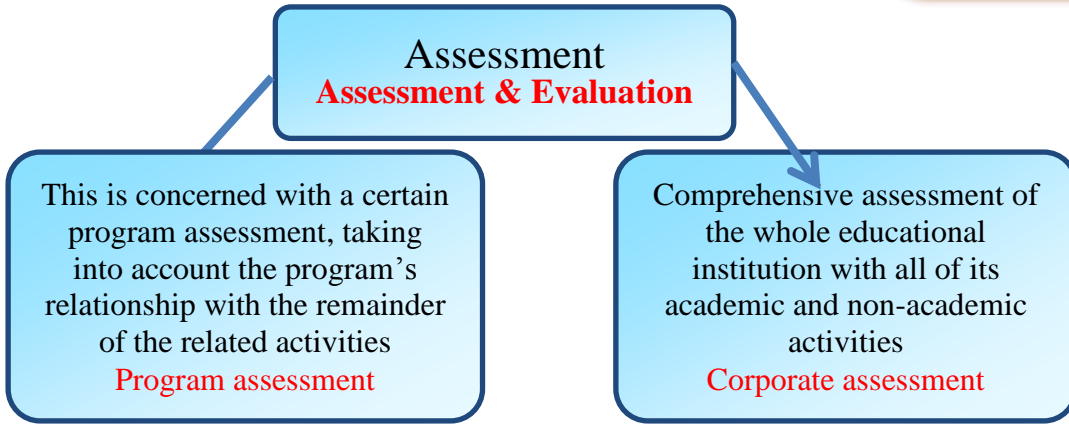 Assessment
Assessment & Evaluation
This is concerned with a certain
program assessment, taking
into account the program’s
relationship with the remainder
of the related activities
Program assessment
Comprehensive assessment of
the whole educational
institution with all of its
academic and non-academic
activities
Corporate assessment